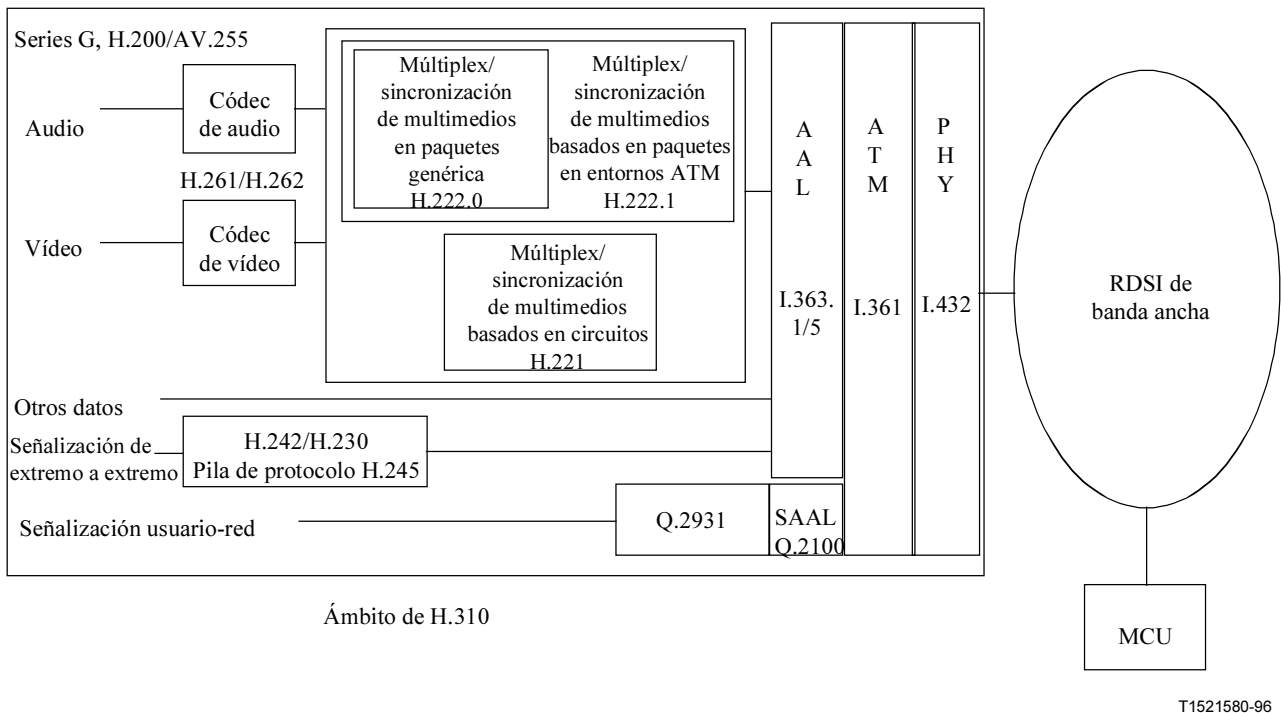 Series G, H.200/AV.255
Audio
Códec
de audio
H.261/H.262
Vídeo
Códec
de vídeo
Múltiplex/
sincronización
de multimedios
en paquetes
genérica
H.222.0
Múltiplex/
sincronización
de multimedios
basados en paquetes
en entornos ATM
H.222.1
Múltiplex/
sincronización
de multimedios
basados en circuitos
H.221
Otros datos
Señalización de
extremo a extremo
H.242/H.230
Pila de protocolo H.245
Señalización usuario-red
Q.2931
SAAL
Q.2100
A
A
L
I.363.
1/5
A
T
M
I.361
P
H
Y
I.432
RDSI de
banda ancha
MCU
Ámbito de H.310
T1521580-96